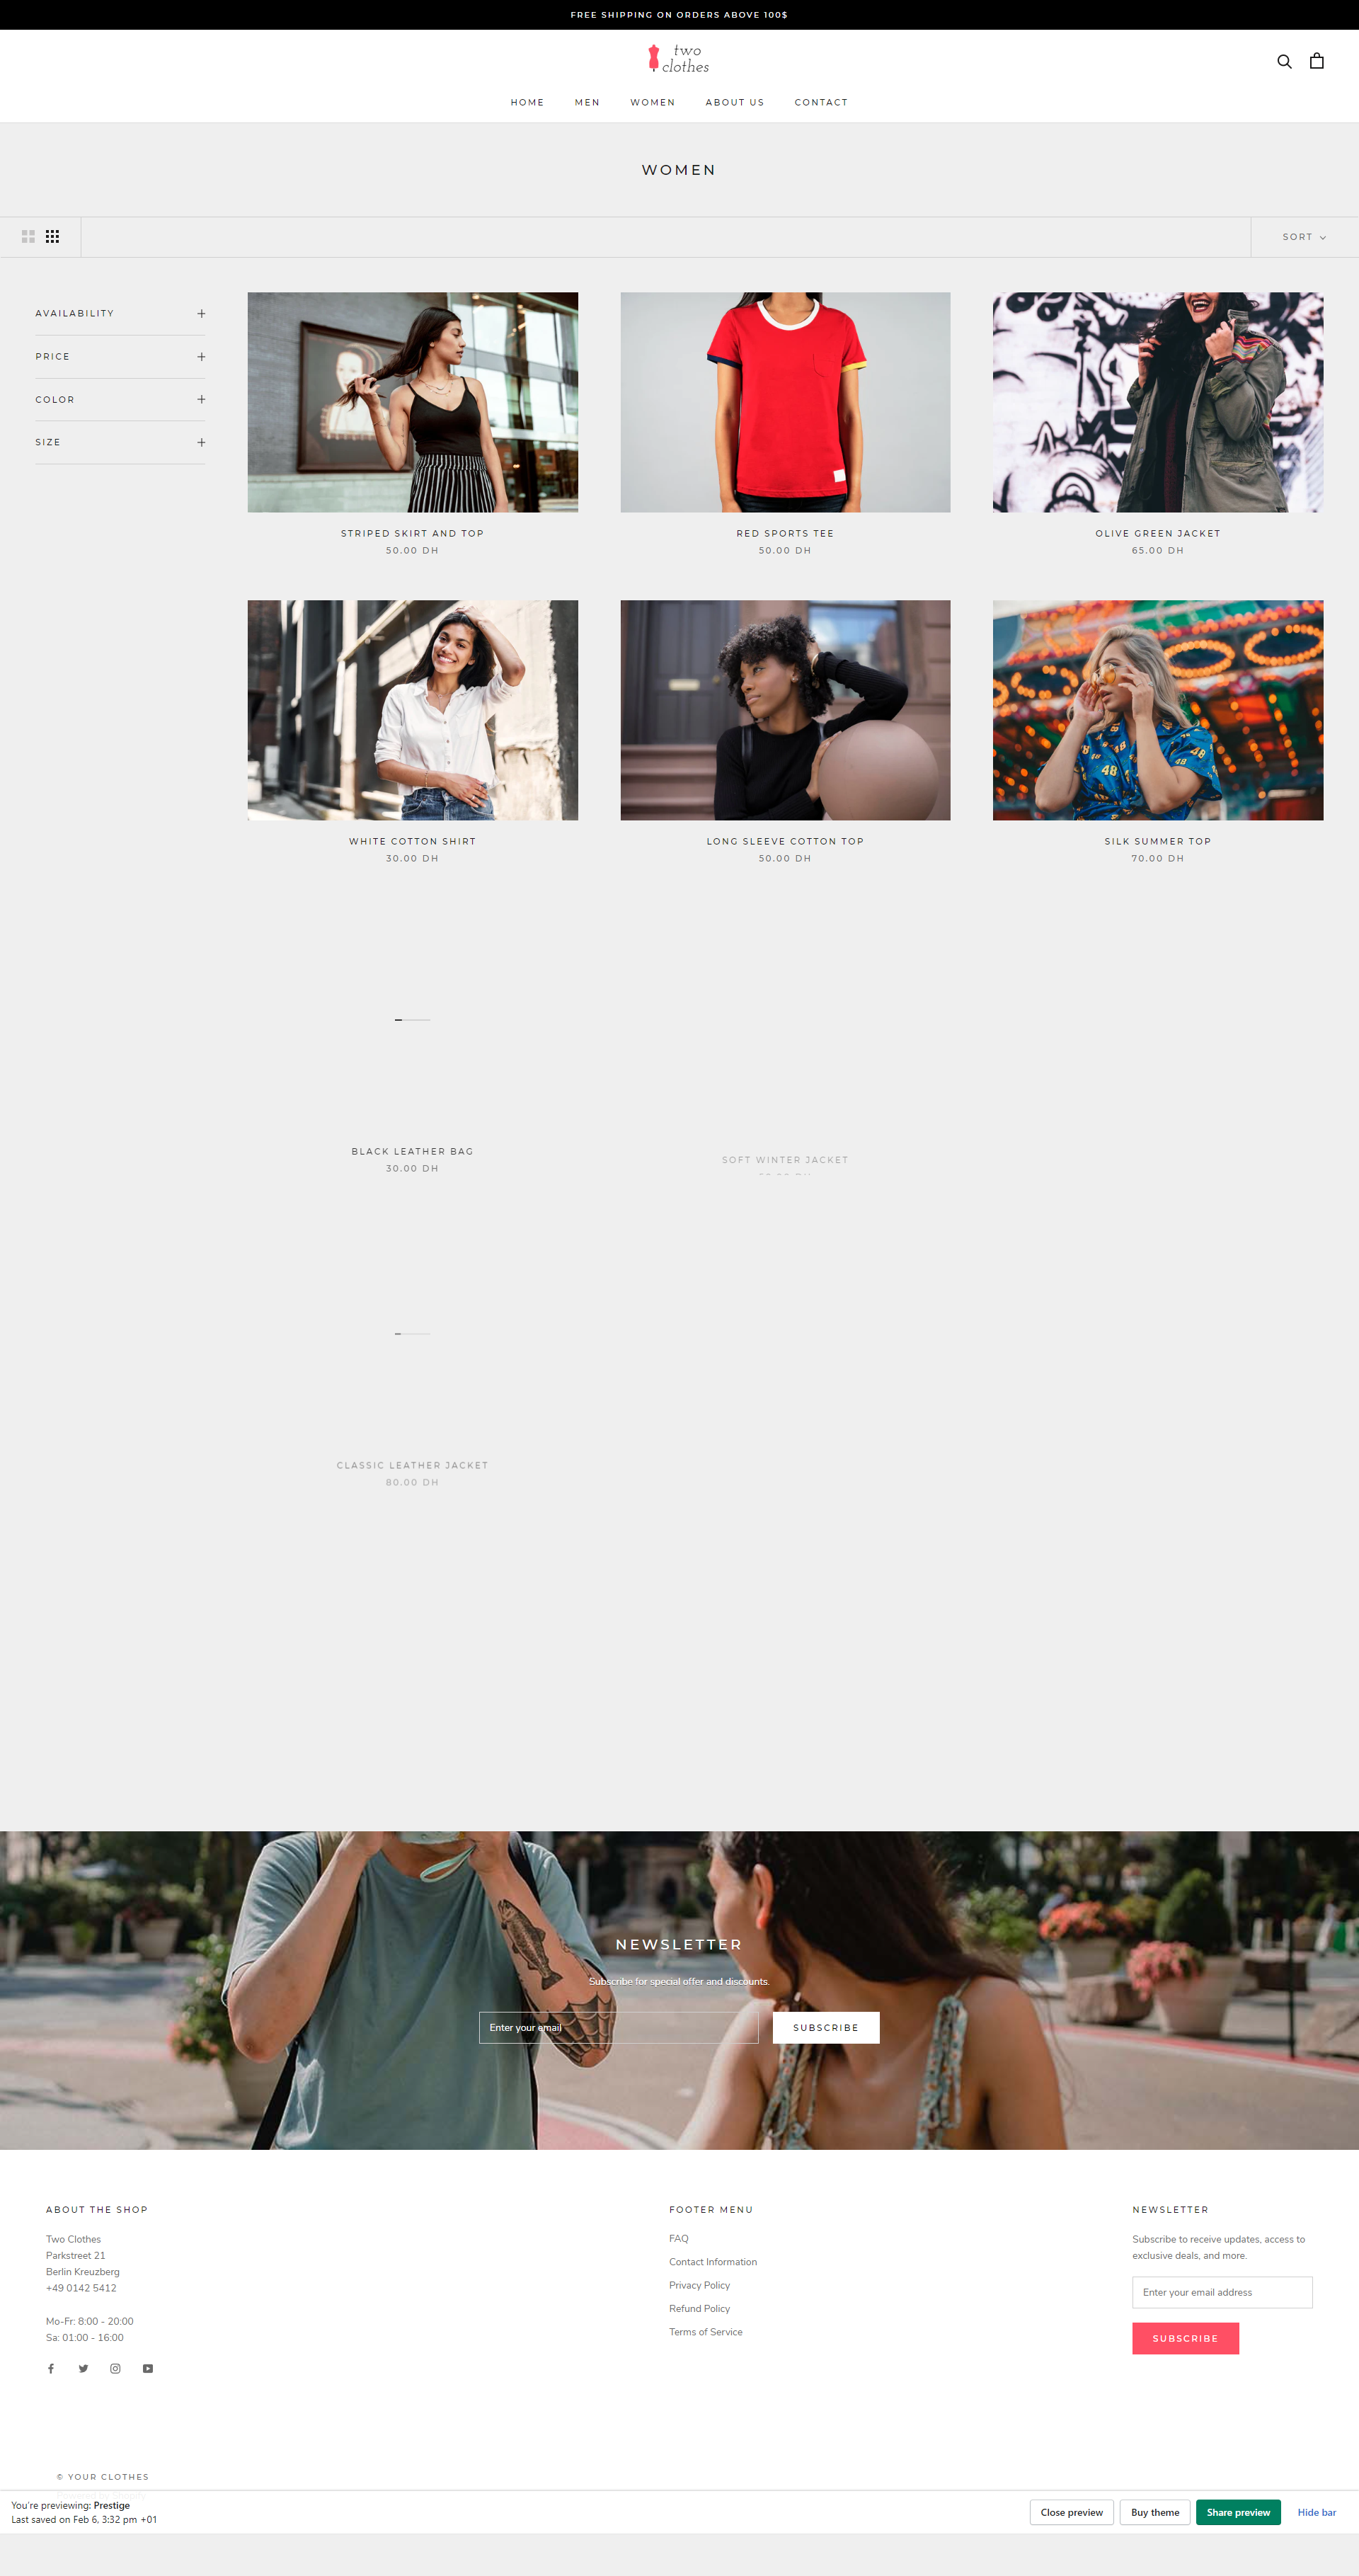 FREE SHIPPING ON ORDERS ABOVE 100$
two
clothes
HOME MEN WOMEN ABOUT US CONTACT
WOMEN
SORT
AVAILABILITY
PRICE
COLOR
SIZE
STRIPED SKIRT AND TOP
50.00 DH
RED SPORTS TEE
50.00 DH
OLIVE GREEN JACKET
65.00 DH
48
48
48
48
WHITE COTTON SHIRT
30.00 DH
LONG SLEEVE COTTON TOP
50.00 DH
SILK SUMMER TOP
70.00 DH
BLACK LEATHER BAG
30.00 DH
SOFT WINTER JACKET
CLASSIC LEATHER JACKET
80.00 DH
NEWSLETTER
Subscribe for special offer and discounts.
Enter your email
SUBSCRIBE
ABOUT THE SHOP
Two Clothes
Parkstreet 21
Berlin Kreuzberg
+49 0142 5412
Mo-Fr: 8:00 - 20:00
Sa: 01:00 - 16:00
FOOTER MENU
FAQ
Contact Information
Privacy Policy
Refund Policy
Terms of Service
NEWSLETTER
Subscribe to receive updates, access to
exclusive deals, and more.
Enter your email address
SUBSCRIBE
© YOUR CLOTHES
You're previewing: Prestige
Last saved on Feb 6, 3:32 pm +01
Close preview
Buy theme
Share preview
Hide bar